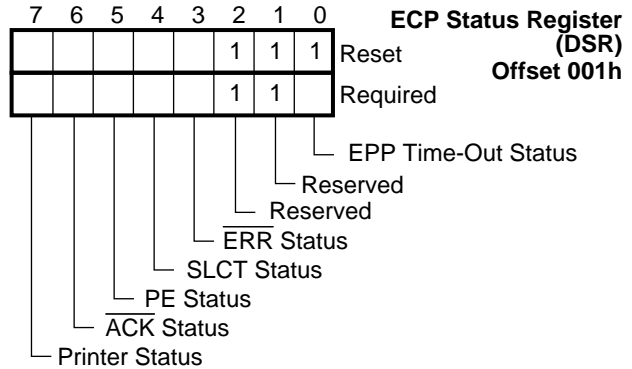 7 6 5 4 3 2 1 0
ECP Status Register
(DSR)
Offset 001h
1 1 1 Reset
1 1 Required
EPP Time-Out Status
Reserved
Reserved
ERR Status
SLCT Status
PE Status
ACK Status
Printer Status